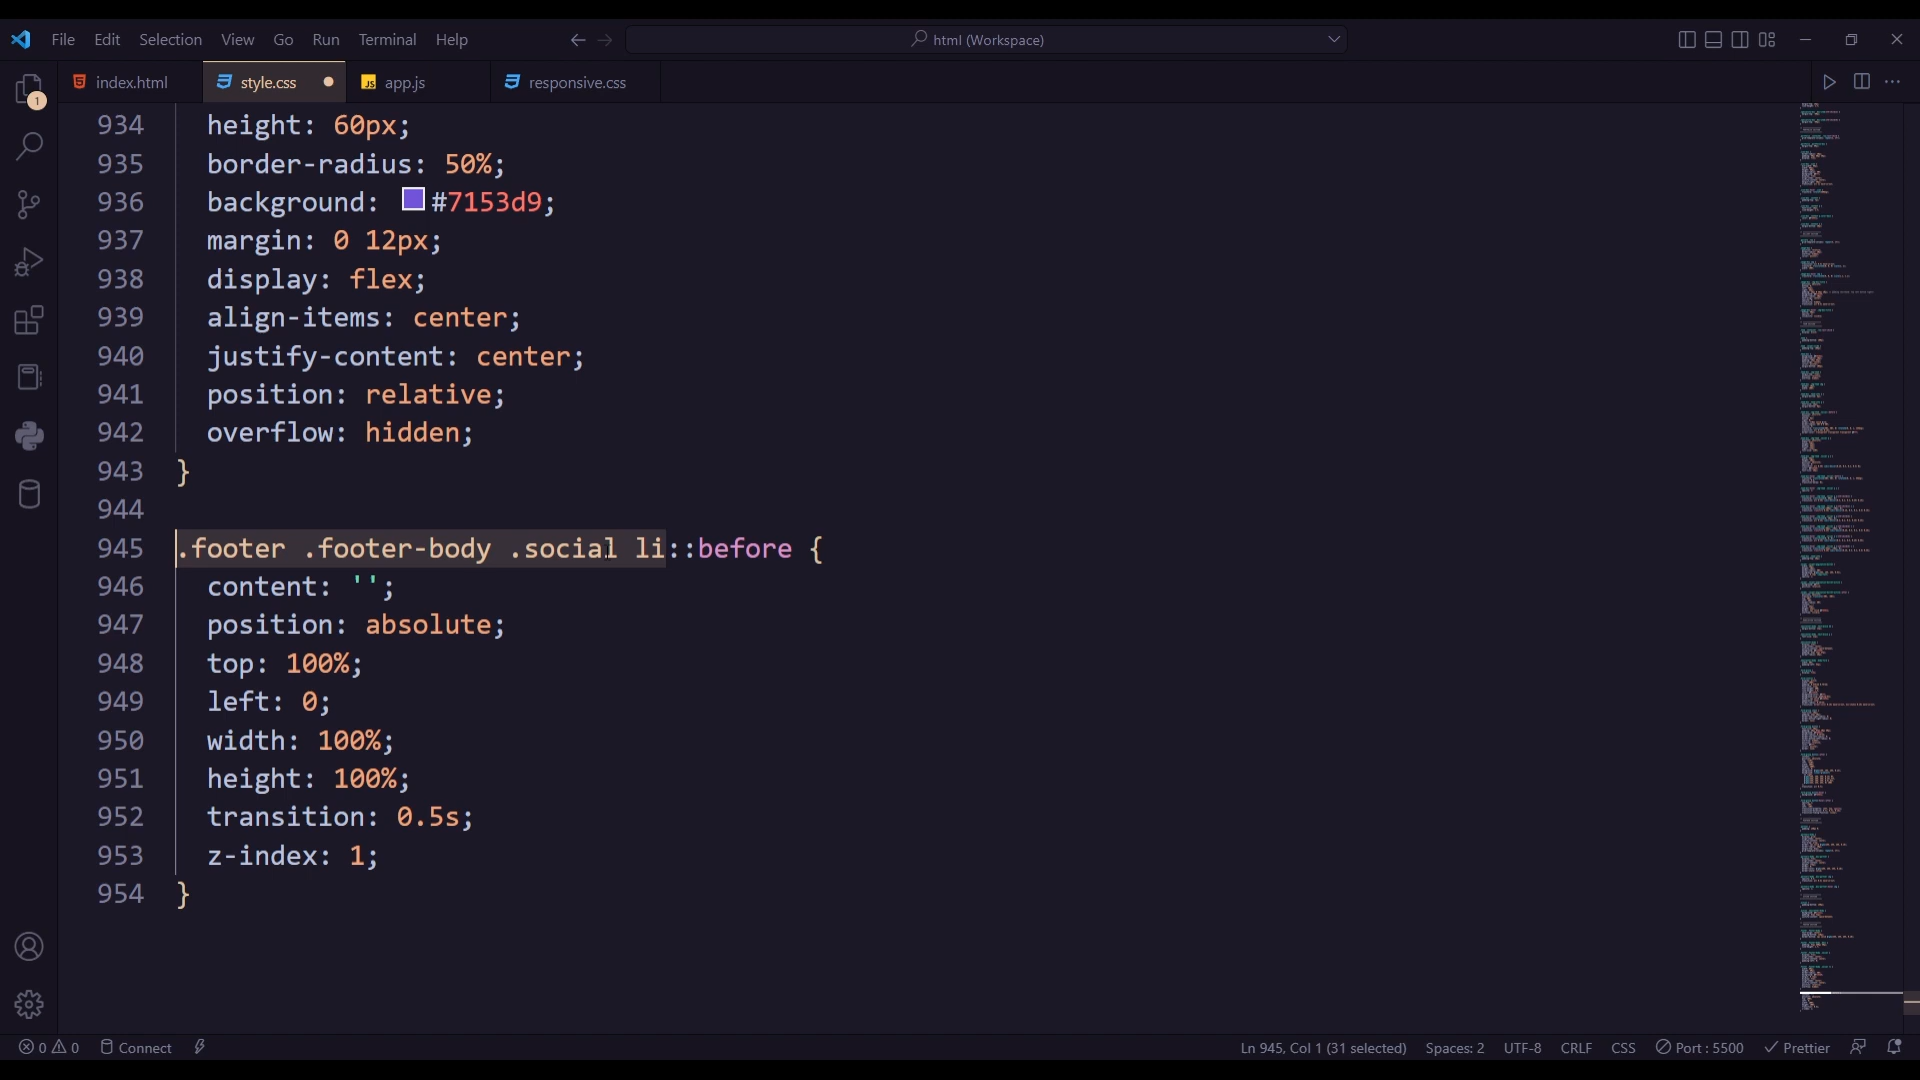 File Edit Selection View Go Run Terminal Help
html (Workspace)
index.html style.css app.js responsive.css
1
934 height: 60px;
935 border-radius: 50%;
936 background: #7153d9;
937 margin: 0 12px;
938 display: flex;
939 align-items: center;
940 justify-content: center;
941 position: relative;
942 overflow: hidden;
943 }
944
945 .footer .footer-body .social li::before {
946 content: '';
947 position: absolute;
948 top: 100%;
949 left: 0;
950 width: 100%;
951 height: 100%;
952 transition: 0.5s;
953 z-index: 1;
954 }
0 0 Connect Ln 945, Col 1 (31 selected) Spaces: 2 UTF-8 CRLF CSS Port : 5500 Prettier